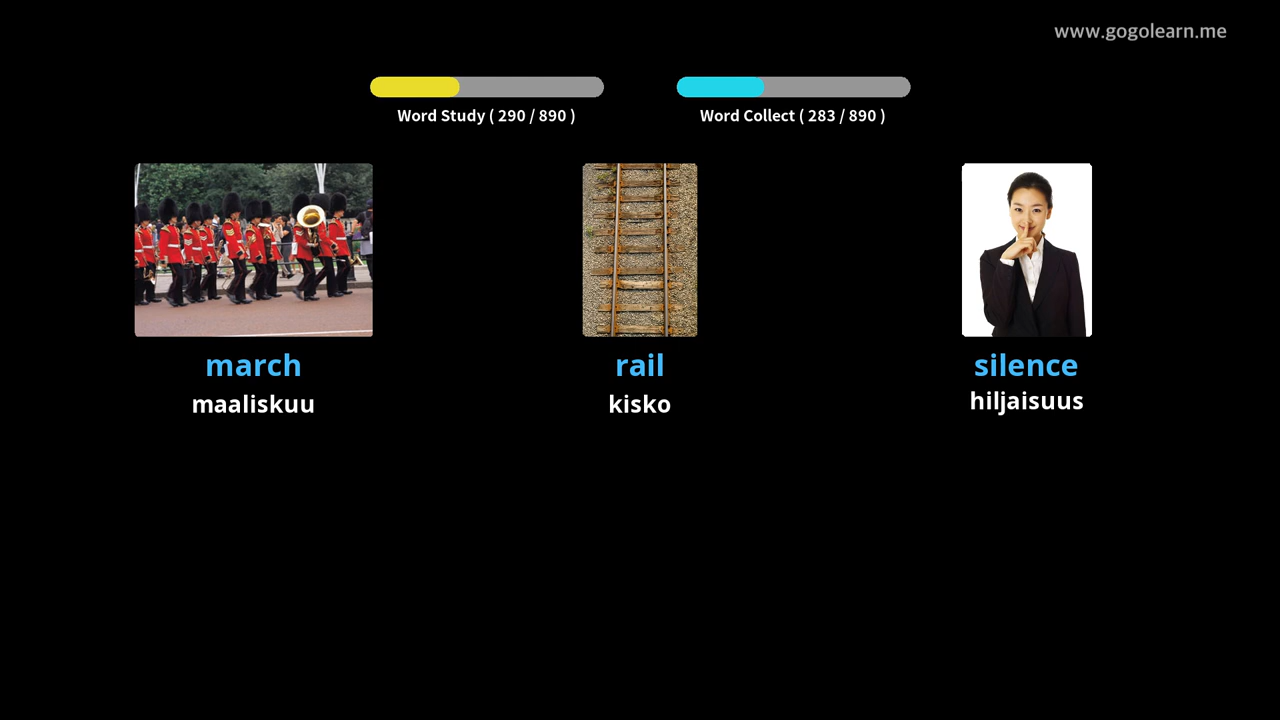 www.gogolearn.me
Word Study ( 290 / 890 )
Word Collect ( 283 / 890 )
march
rail
silence
maaliskuu
kisko
hiljaisuus